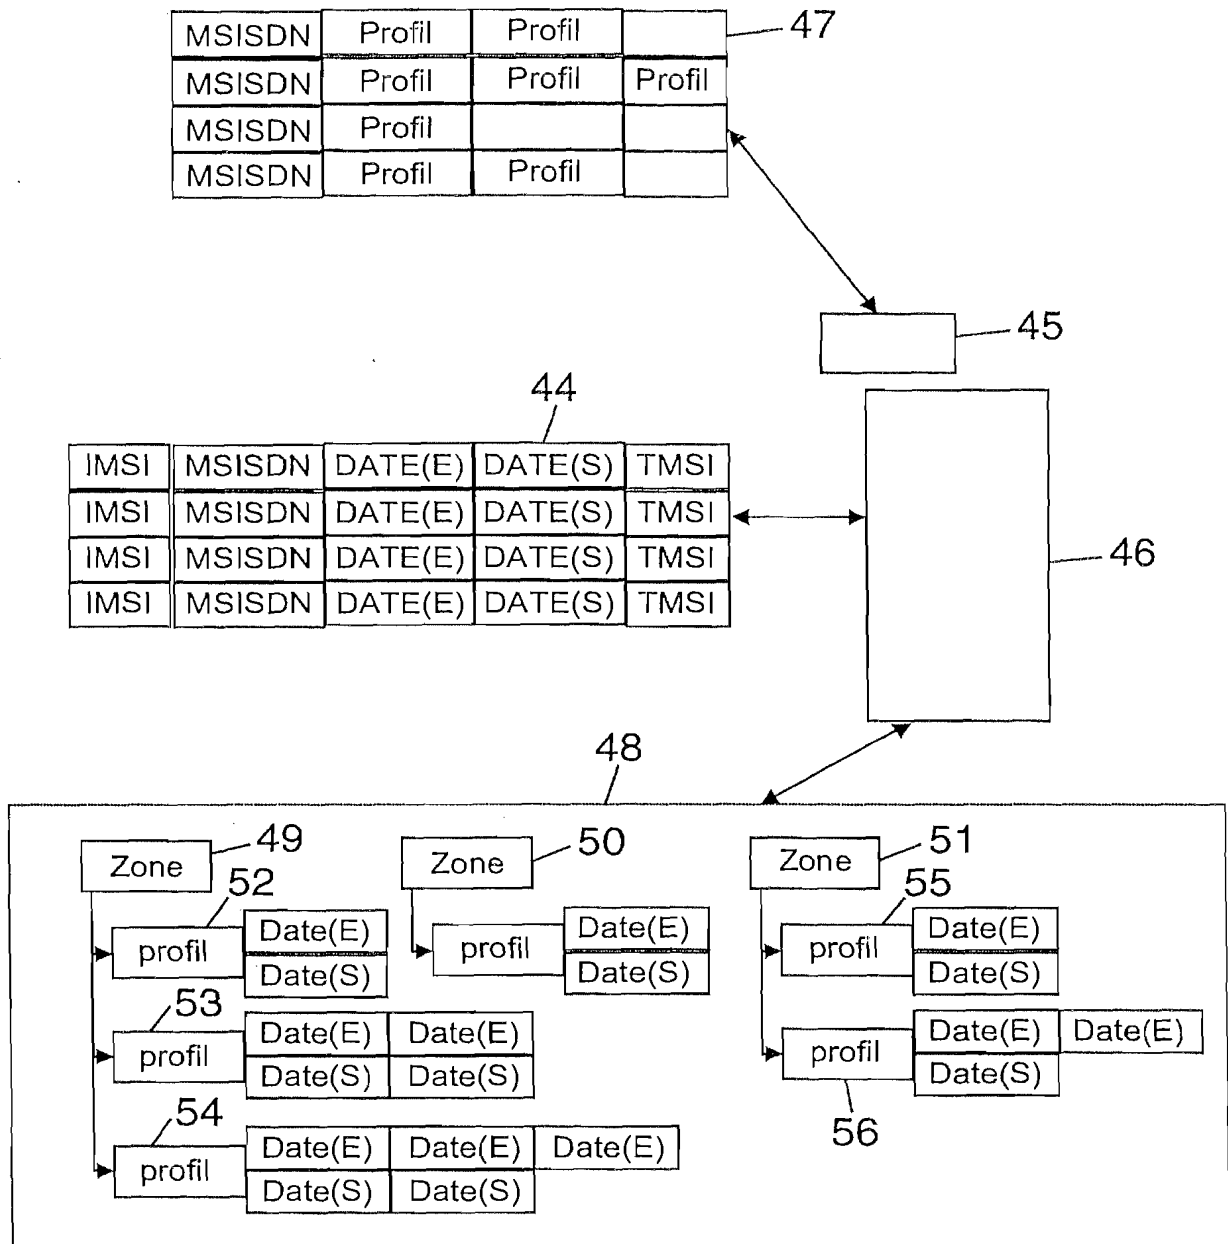 MSISDN Profil Profil 47
MSISDN Profil Profil Profil
MSISDN Profil
MSISDN Profil Profil
45
44
IMSI MSISDN DATE(E) DATE(S) TMSI
IMSI MSISDN DATE(E) DATE(S) TMSI
IMSI MSISDN DATE(E) DATE(S) TMSI
IMSI MSISDN DATE(E) DATE(S) TMSI
46
48
Zone 49 Zone 50 Zone 51
52 55
profil Date(E) profil Date(E) profil Date(E)
Date(S) Date(S) Date(S)
53
profil Date(E) Date(E) profil Date(E) Date(E)
Date(S) Date(S) Date(S)
54 56
profil Date(E) Date(E) Date(E)
Date(S) Date(S)